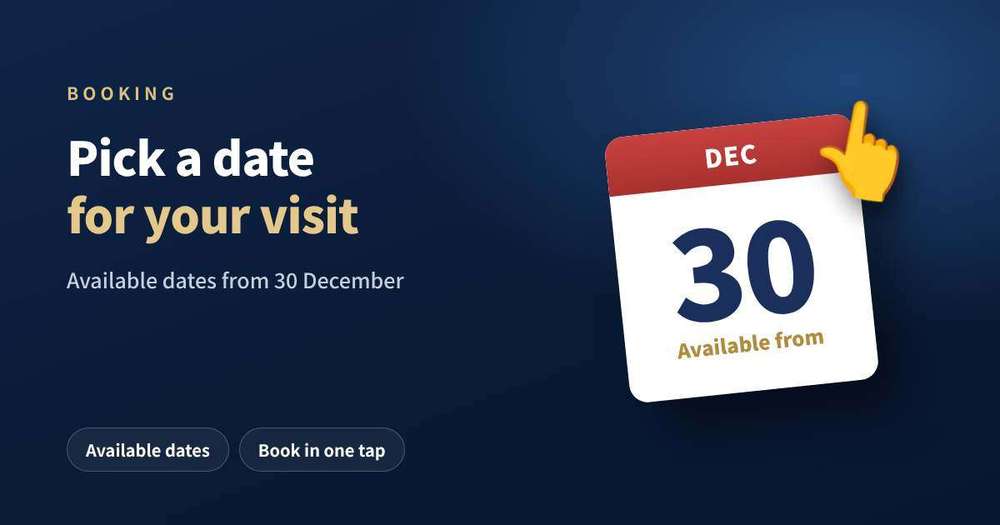 BOOKING
Pick a date
for your visit
Available dates from 30 December
Available dates
Book in one tap
DEC
30
Available from